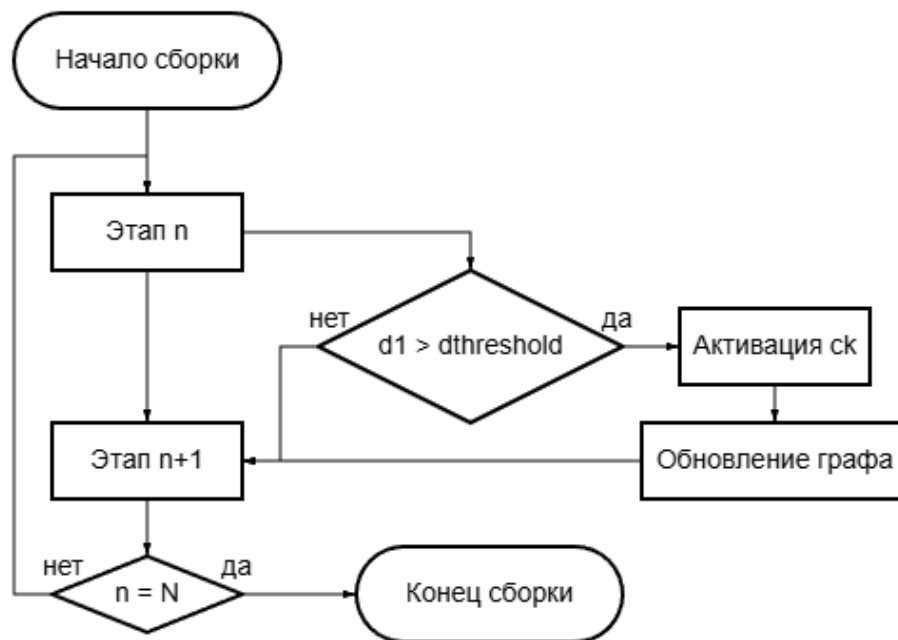 Начало сборки
Этап n
нет
да
d1 > dthreshold
Активация ck
Этап n+1
Обновление графа
нет
да
n = N
Конец сборки